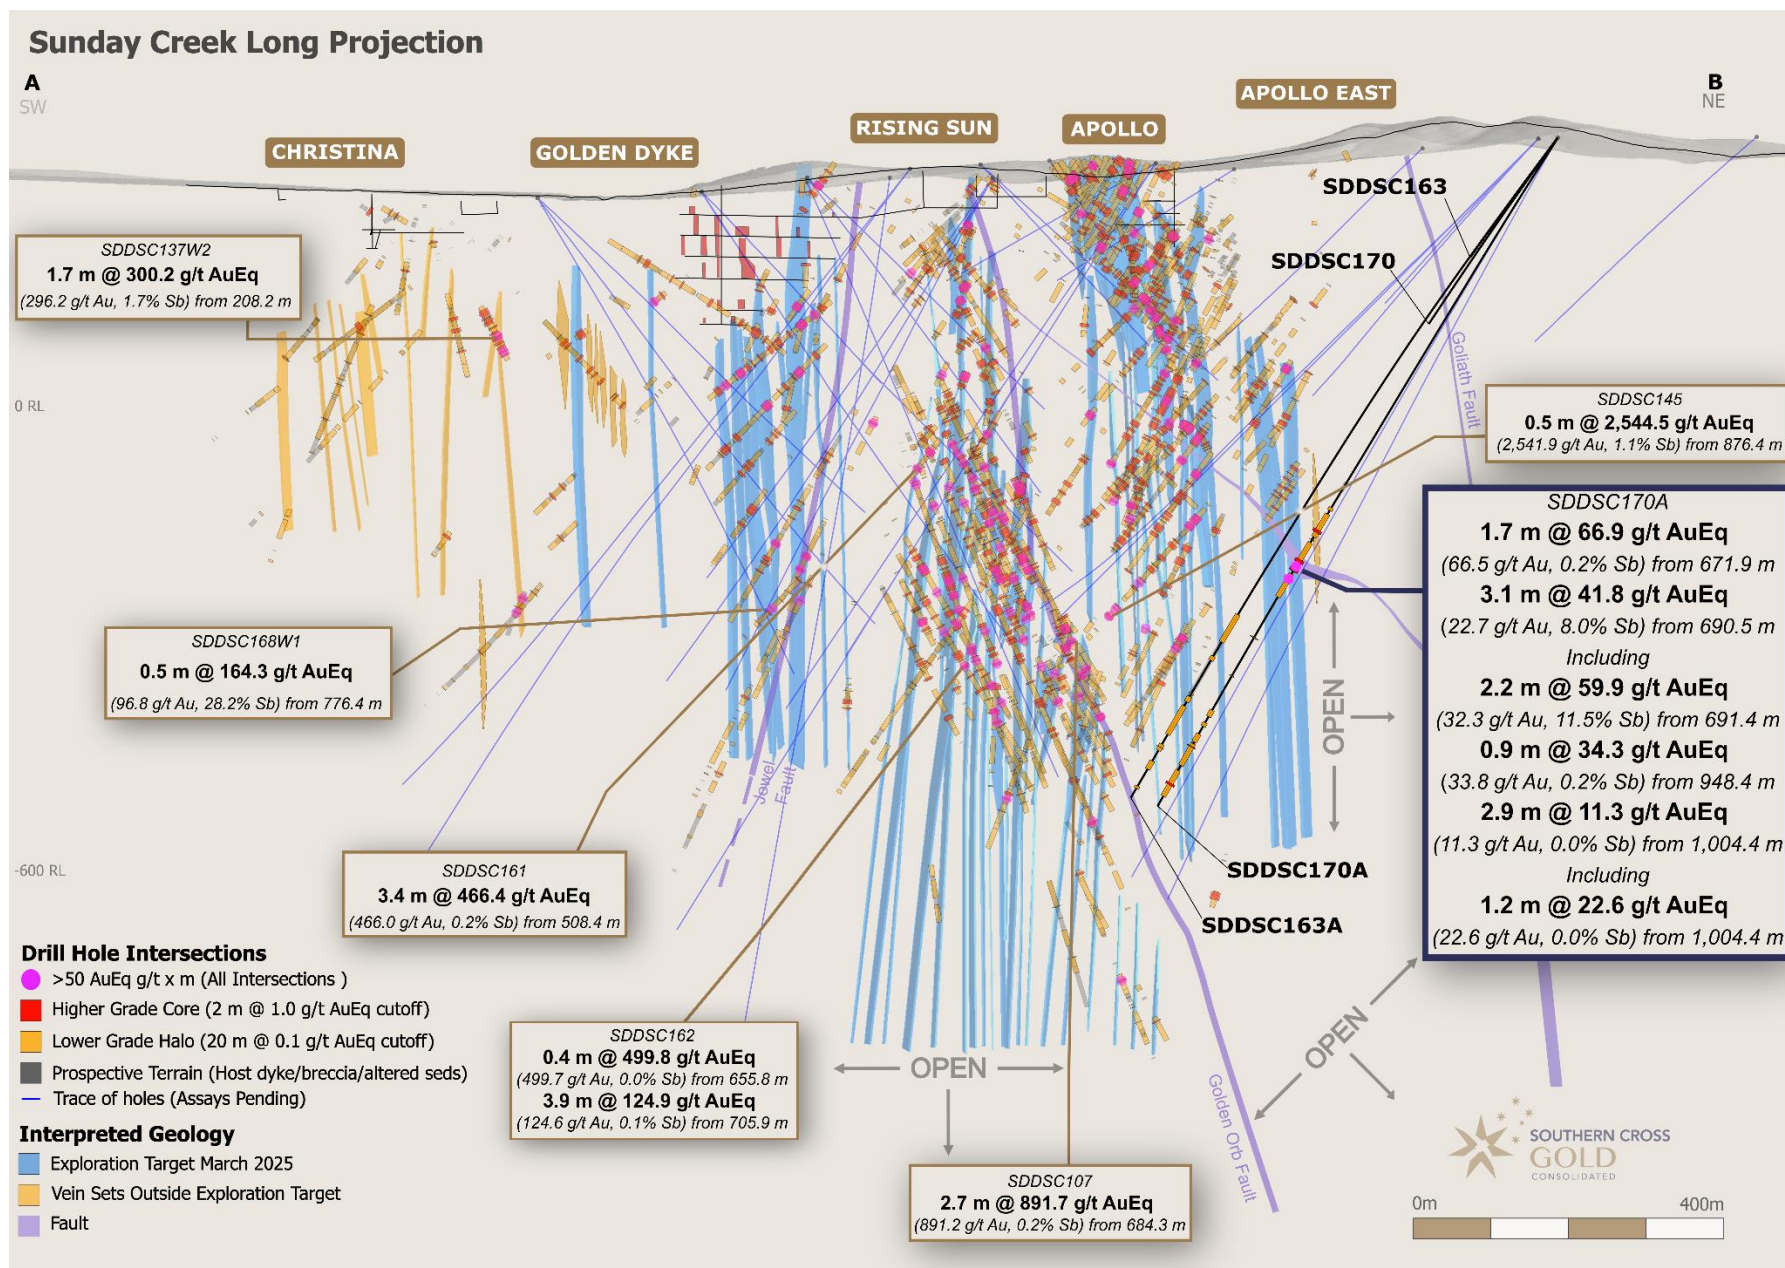 Sunday Creek Long Projection
A
SW
B
NE
CHRISTINA
GOLDEN DYKE
RISING SUN
APOLLO
APOLLO EAST
SDDSC163
SDDSC170
SDDSC137W2
1.7 m @ 300.2 g/t AuEq
(296.2 g/t Au, 1.7% Sb) from 208.2 m
Goliath Fault
0 RL
SDDSC145
0.5 m @ 2,544.5 g/t AuEq
(2,541.9 g/t Au, 1.1% Sb) from 876.4 m
SDDSC170A
1.7 m @ 66.9 g/t AuEq
(66.5 g/t Au, 0.2% Sb) from 671.9 m
3.1 m @ 41.8 g/t AuEq
(22.7 g/t Au, 8.0% Sb) from 690.5 m
Including
2.2 m @ 59.9 g/t AuEq
(32.3 g/t Au, 11.5% Sb) from 691.4 m
0.9 m @ 34.3 g/t AuEq
(33.8 g/t Au, 0.2% Sb) from 948.4 m
2.9 m @ 11.3 g/t AuEq
(11.3 g/t Au, 0.0% Sb) from 1,004.4 m
Including
1.2 m @ 22.6 g/t AuEq
(22.6 g/t Au, 0.0% Sb) from 1,004.4 m
SDDSC168W1
0.5 m @ 164.3 g/t AuEq
(96.8 g/t Au, 28.2% Sb) from 776.4 m
OPEN
Jewel
Fault
-600 RL
SDDSC161
3.4 m @ 466.4 g/t AuEq
(466.0 g/t Au, 0.2% Sb) from 508.4 m
SDDSC170A
SDDSC163A
Drill Hole Intersections
>50 AuEq g/t x m (All Intersections )
Higher Grade Core (2 m @ 1.0 g/t AuEq cutoff)
Lower Grade Halo (20 m @ 0.1 g/t AuEq cutoff)
Prospective Terrain (Host dyke/breccia/altered seds)
Trace of holes (Assays Pending)
Interpreted Geology
Exploration Target March 2025
Vein Sets Outside Exploration Target
Fault
SDDSC162
0.4 m @ 499.8 g/t AuEq
(499.7 g/t Au, 0.0% Sb) from 655.8 m
3.9 m @ 124.9 g/t AuEq
(124.6 g/t Au, 0.1% Sb) from 705.9 m
OPEN
OPEN
Golden Orb Fault
SDDSC107
2.7 m @ 891.7 g/t AuEq
(891.2 g/t Au, 0.2% Sb) from 684.3 m
SOUTHERN CROSS
GOLD
CONSOLIDATED
0m
400m